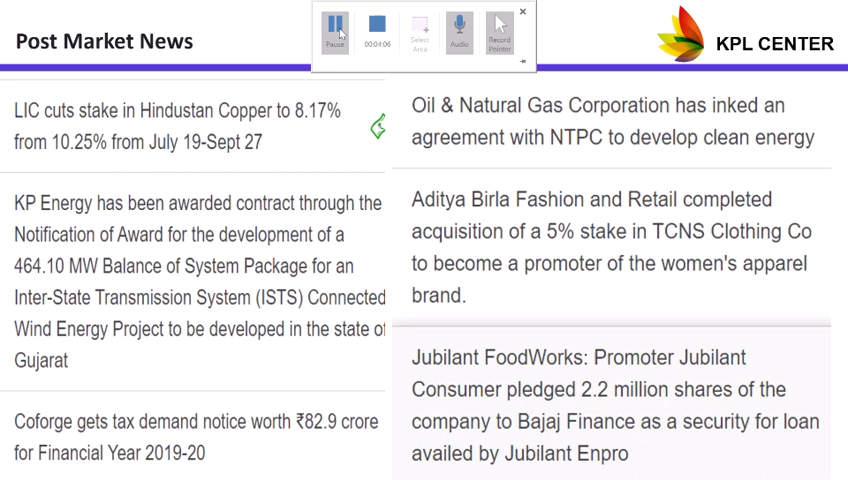 Post Market News
Pause
00:04:06
Select
Area
Audio
Record
Pointer
KPL CENTER
LIC cuts stake in Hindustan Copper to 8.17%
from 10.25% from July 19-Sept 27
KP Energy has been awarded contract through the
Notification of Award for the development of a
464.10 MW Balance of System Package for an
Inter-State Transmission System (ISTS) Connected
Wind Energy Project to be developed in the state of
Gujarat
Coforge gets tax demand notice worth ₹82.9 crore
for Financial Year 2019-20
Oil & Natural Gas Corporation has inked an
agreement with NTPC to develop clean energy
Aditya Birla Fashion and Retail completed
acquisition of a 5% stake in TCNS Clothing Co
to become a promoter of the women's apparel
brand.
Jubilant FoodWorks: Promoter Jubilant
Consumer pledged 2.2 million shares of the
company to Bajaj Finance as a security for loan
availed by Jubilant Enpro